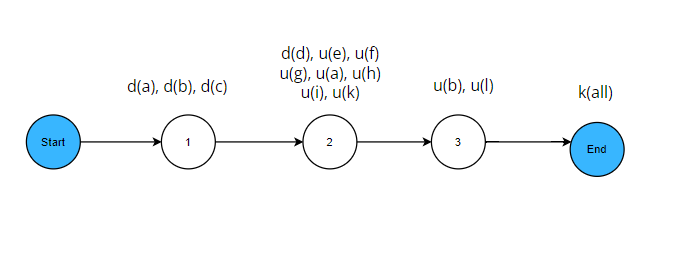 d(d), u(e), u(f)
d(a), d(b), d(c)
u(g), u(a), u(h)
u(i), u(k)
u(b), u(l)
k(all)
Start
1
2
3
End